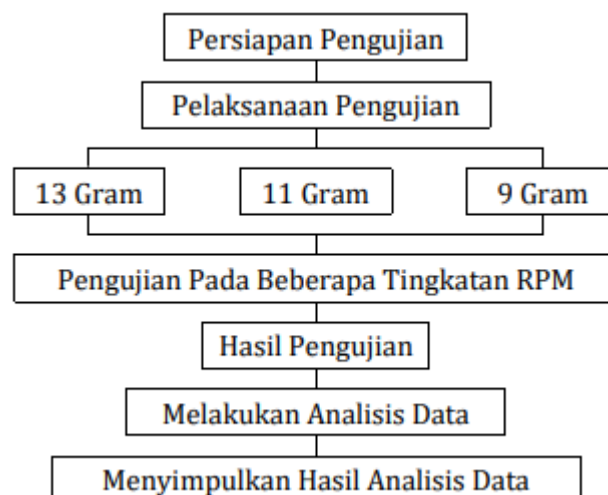 Persiapan Pengujian
Pelaksanaan Pengujian
13 Gram
11 Gram
9 Gram
Pengujian Pada Beberapa Tingkatan RPM
Hasil Pengujian
Melakukan Analisis Data
Menyimpulkan Hasil Analisis Data